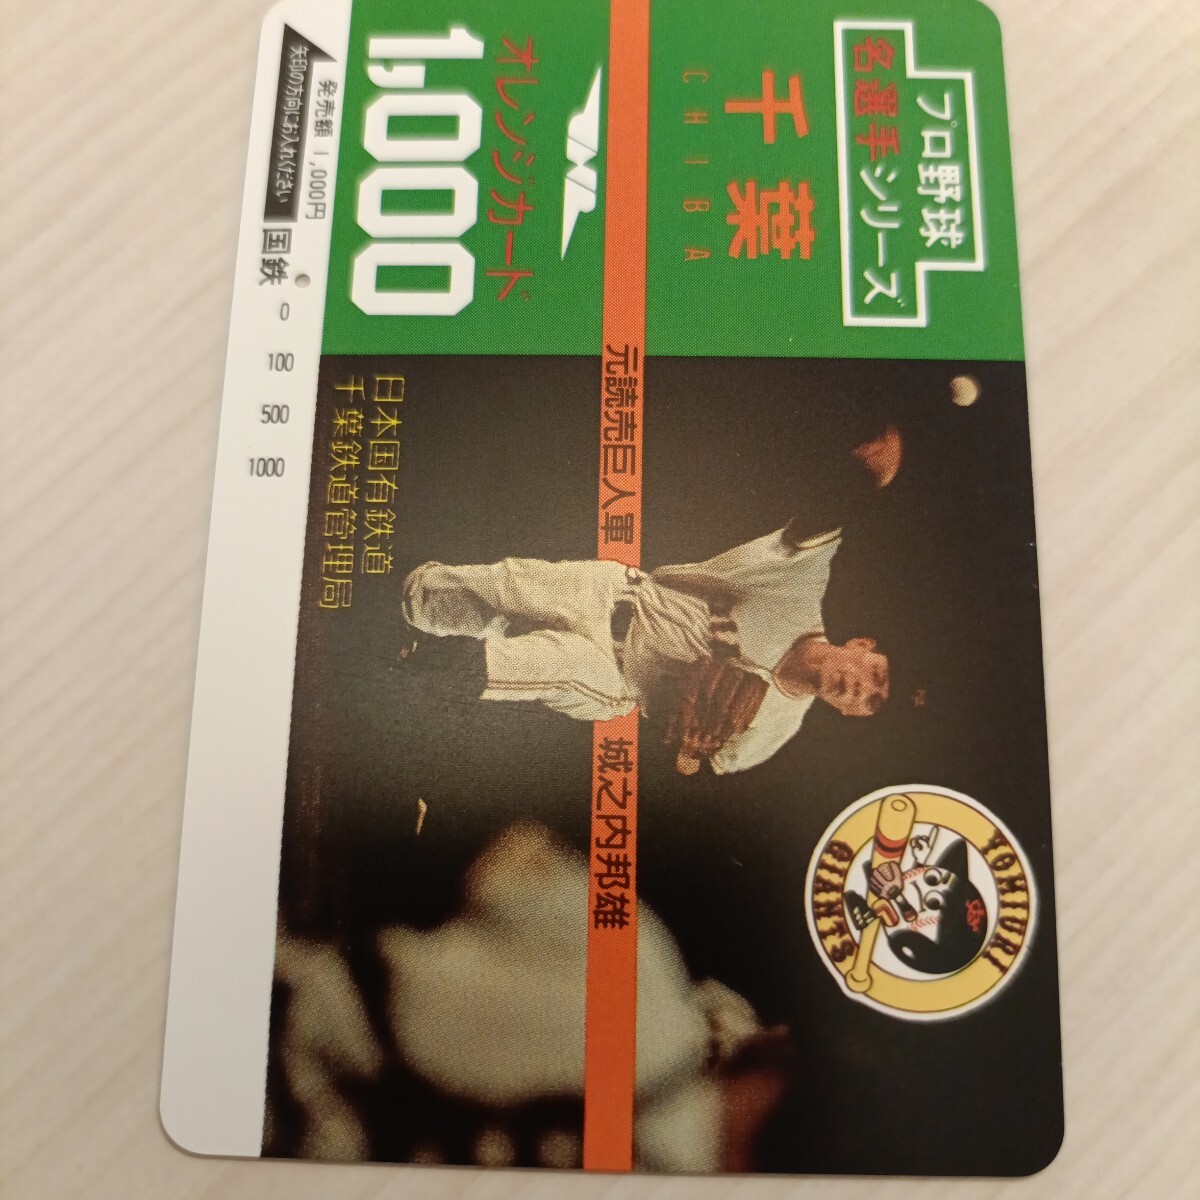 プロ野球
名選手シリーズ
千葉
CHIBA
オレンジカード
1,000
発売額 1,000円
矢印の方向にお入れください
元読売巨人軍
城之内邦雄
YOMIURI
GIANTS
日本国有鉄道
千葉鉄道管理局
国鉄
0
100
500
1000